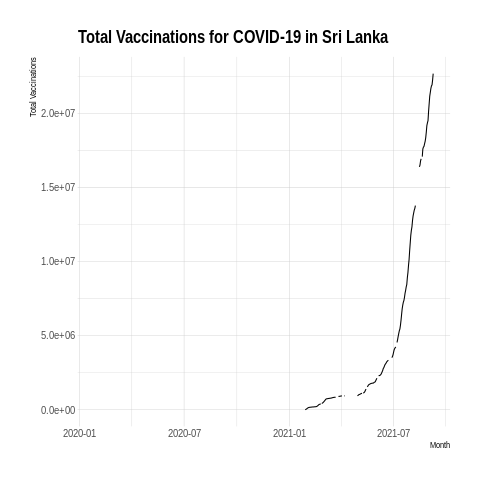 Total Vaccinations for COVID-19 in Sri Lanka
Total Vaccinations
2.0e+07
1.5e+07
1.0e+07
5.0e+06
0.0e+00
2020-01 2020-07 2021-01 2021-07
Month